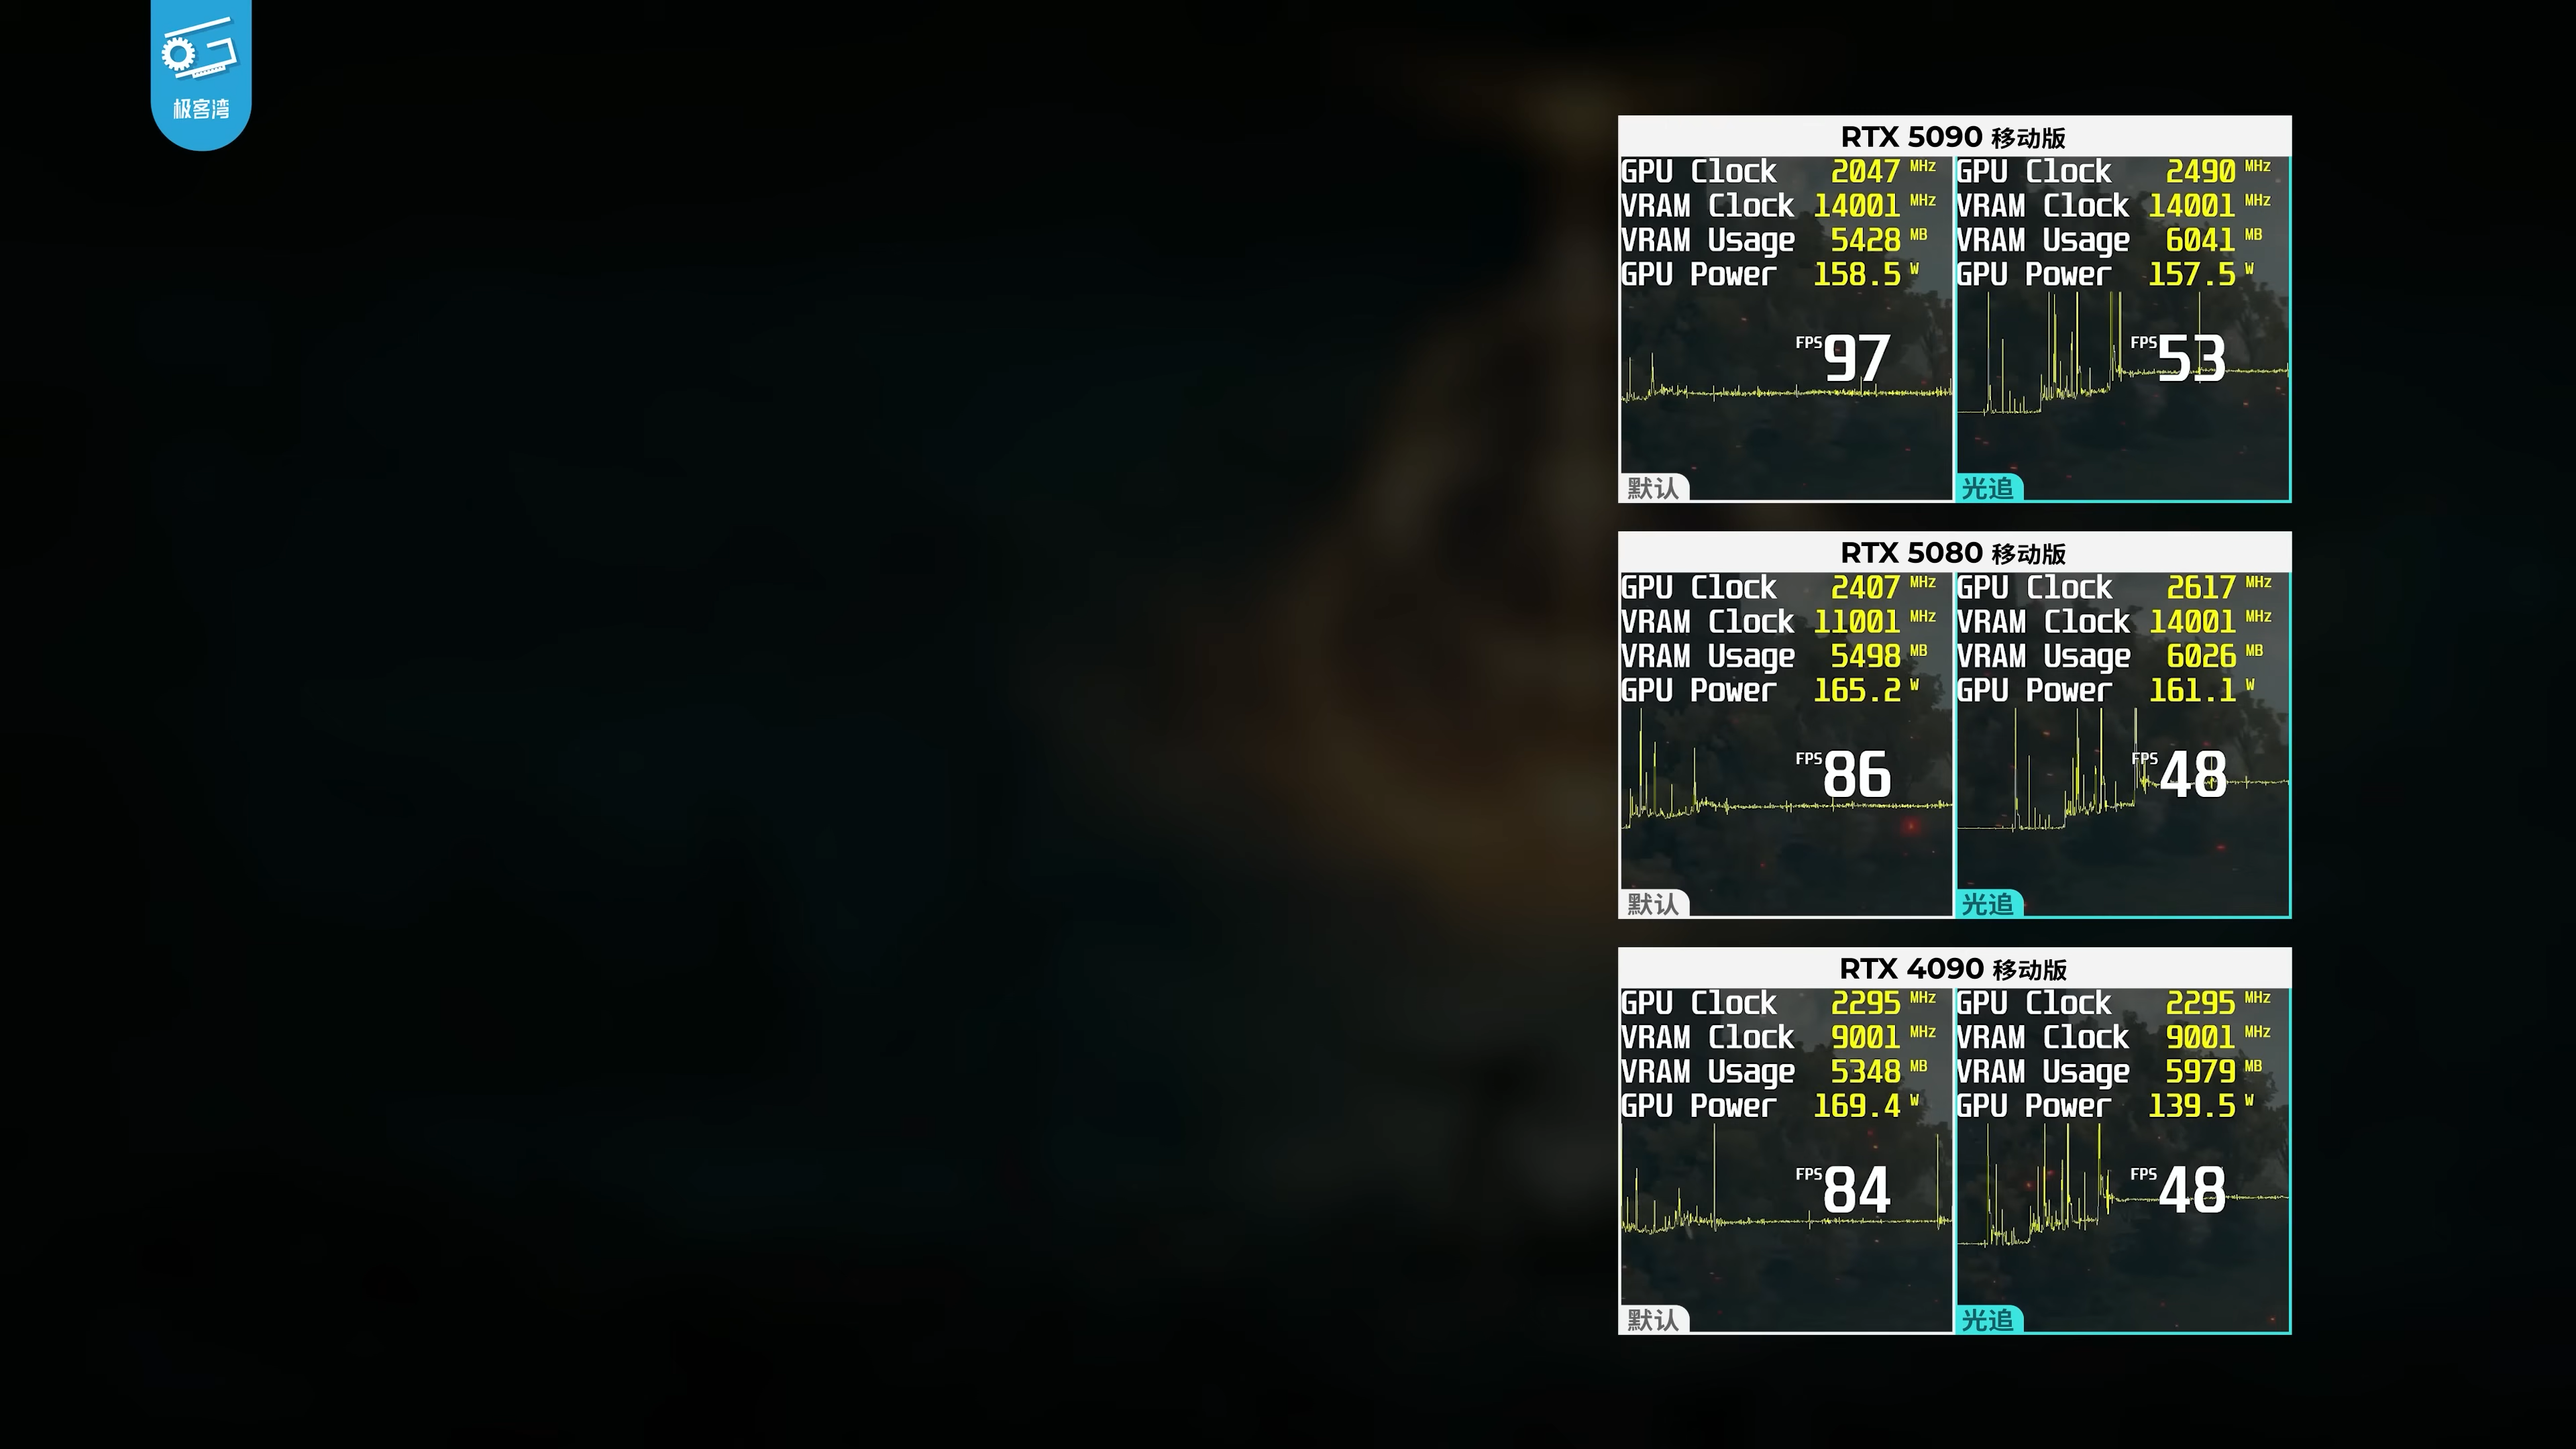 极客湾
RTX 5090 移动版
GPU Clock 2047 MHz
VRAM Clock 14001 MHz
VRAM Usage 5428 MB
GPU Power 158.5 W
FPS 97
默认
GPU Clock 2490 MHz
VRAM Clock 14001 MHz
VRAM Usage 6041 MB
GPU Power 157.5 W
FPS 53
光追
RTX 5080 移动版
GPU Clock 2407 MHz
VRAM Clock 11001 MHz
VRAM Usage 5498 MB
GPU Power 165.2 W
FPS 86
默认
GPU Clock 2617 MHz
VRAM Clock 14001 MHz
VRAM Usage 6026 MB
GPU Power 161.1 W
FPS 48
光追
RTX 4090 移动版
GPU Clock 2295 MHz
VRAM Clock 9001 MHz
VRAM Usage 5348 MB
GPU Power 169.4 W
FPS 84
默认
GPU Clock 2295 MHz
VRAM Clock 9001 MHz
VRAM Usage 5979 MB
GPU Power 139.5 W
FPS 48
光追